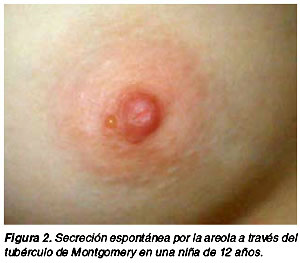 Figura 2. Secreción espontánea por la areola a través del
tubérculo de Montgomery en una niña de 12 años.